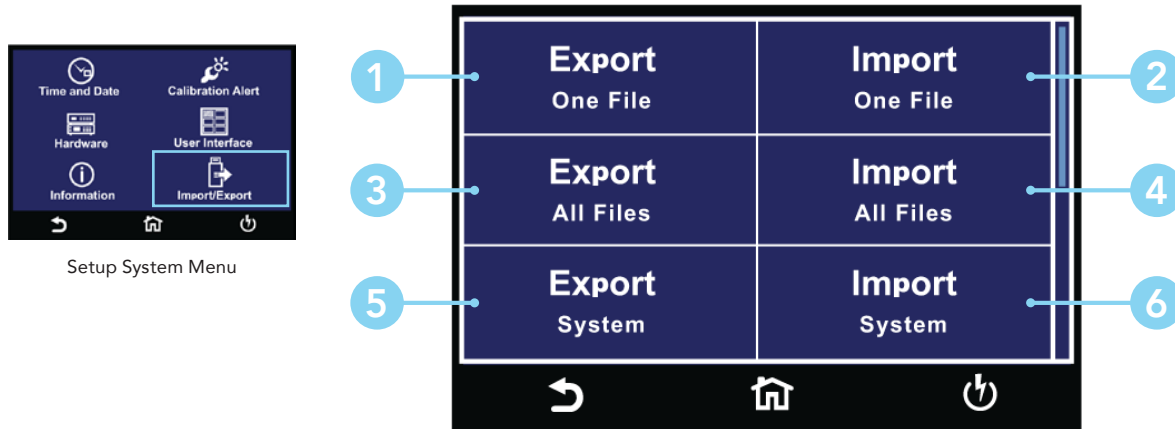 Time and Date
Calibration Alert
Hardware
User Interface
Information
Import/Export
Setup System Menu
1
Export
One File
Import
One File
2
3
Export
All Files
Import
All Files
4
5
Export
System
Import
System
6